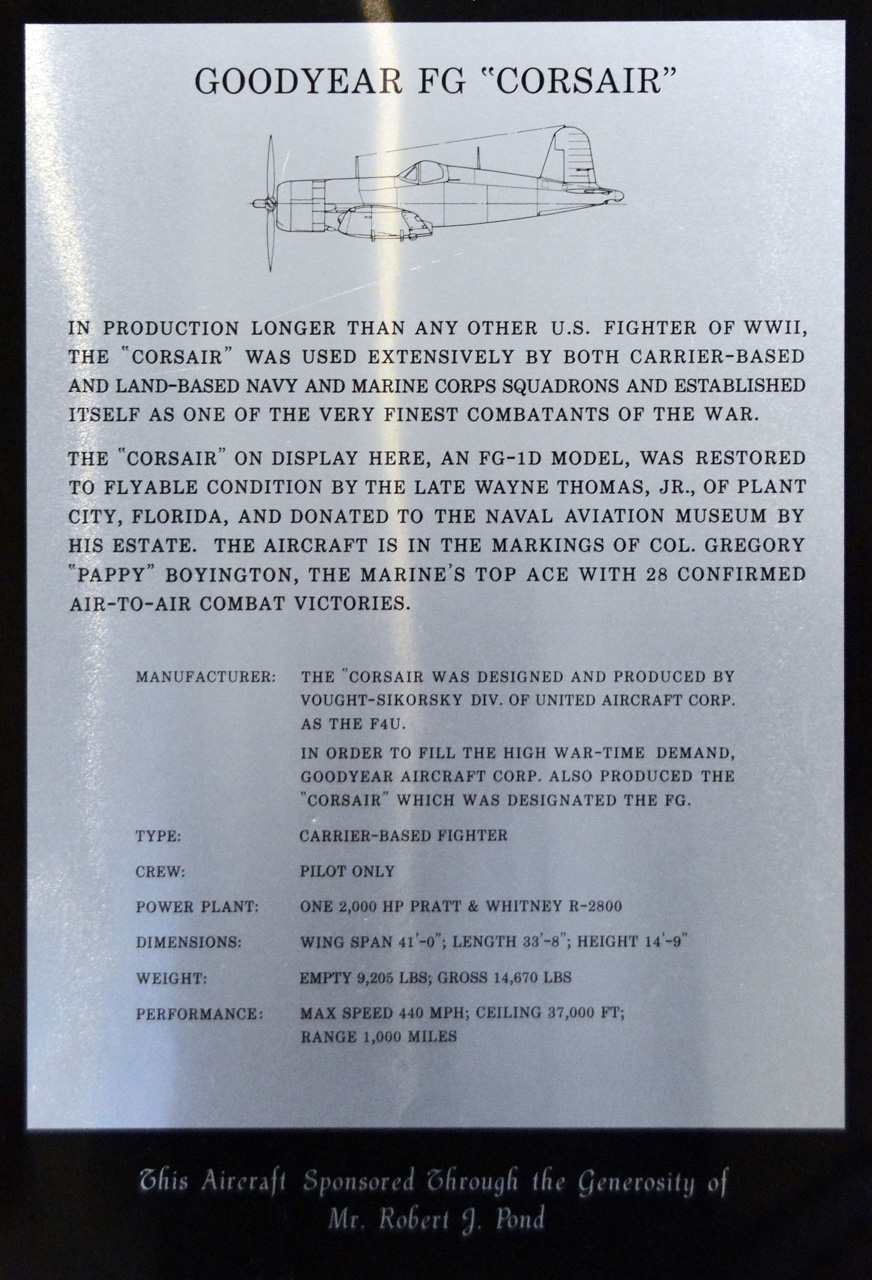 GOODYEAR FG "CORSAIR"
IN PRODUCTION LONGER THAN ANY OTHER U.S. FIGHTER OF WWII,
THE "CORSAIR" WAS USED EXTENSIVELY BY BOTH CARRIER-BASED
AND LAND-BASED NAVY AND MARINE CORPS SQUADRONS AND ESTABLISHED
ITSELF AS ONE OF THE VERY FINEST COMBATANTS OF THE WAR.
THE "CORSAIR" ON DISPLAY HERE, AN FG-1D MODEL, WAS RESTORED
TO FLYABLE CONDITION BY THE LATE WAYNE THOMAS, JR., OF PLANT
CITY, FLORIDA, AND DONATED TO THE NAVAL AVIATION MUSEUM BY
HIS ESTATE. THE AIRCRAFT IS IN THE MARKINGS OF COL. GREGORY
"PAPPY" BOYINGTON, THE MARINE'S TOP ACE WITH 28 CONFIRMED
AIR-TO-AIR COMBAT VICTORIES.
MANUFACTURER: THE "CORSAIR WAS DESIGNED AND PRODUCED BY
VOUGHT-SIKORSKY DIV. OF UNITED AIRCRAFT CORP.
AS THE F4U.
IN ORDER TO FILL THE HIGH WAR-TIME DEMAND,
GOODYEAR AIRCRAFT CORP. ALSO PRODUCED THE
"CORSAIR" WHICH WAS DESIGNATED THE FG.
TYPE: CARRIER-BASED FIGHTER
CREW: PILOT ONLY
POWER PLANT: ONE 2,000 HP PRATT & WHITNEY R-2800
DIMENSIONS: WING SPAN 41'-0"; LENGTH 33'-8"; HEIGHT 14'-9"
WEIGHT: EMPTY 9,205 LBS; GROSS 14,670 LBS
PERFORMANCE: MAX SPEED 440 MPH; CEILING 37,000 FT;
RANGE 1,000 MILES
This Aircraft Sponsored Through the Generosity of
Mr. Robert J. Pond